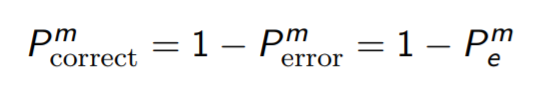 P^m_correct = 1 − P^m_error = 1 − P^m_e